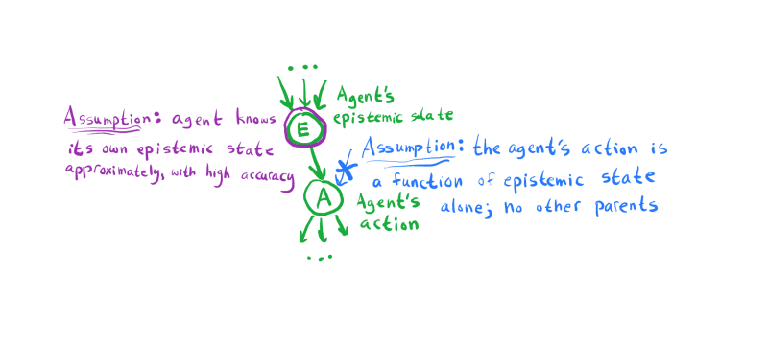 ...
Agent's
epistemic state
Assumption: agent knows
its own epistemic state
approximately, with high accuracy
E
Assumption: the agent's action is
a function of epistemic state
alone; no other parents
A
Agent's
action
...